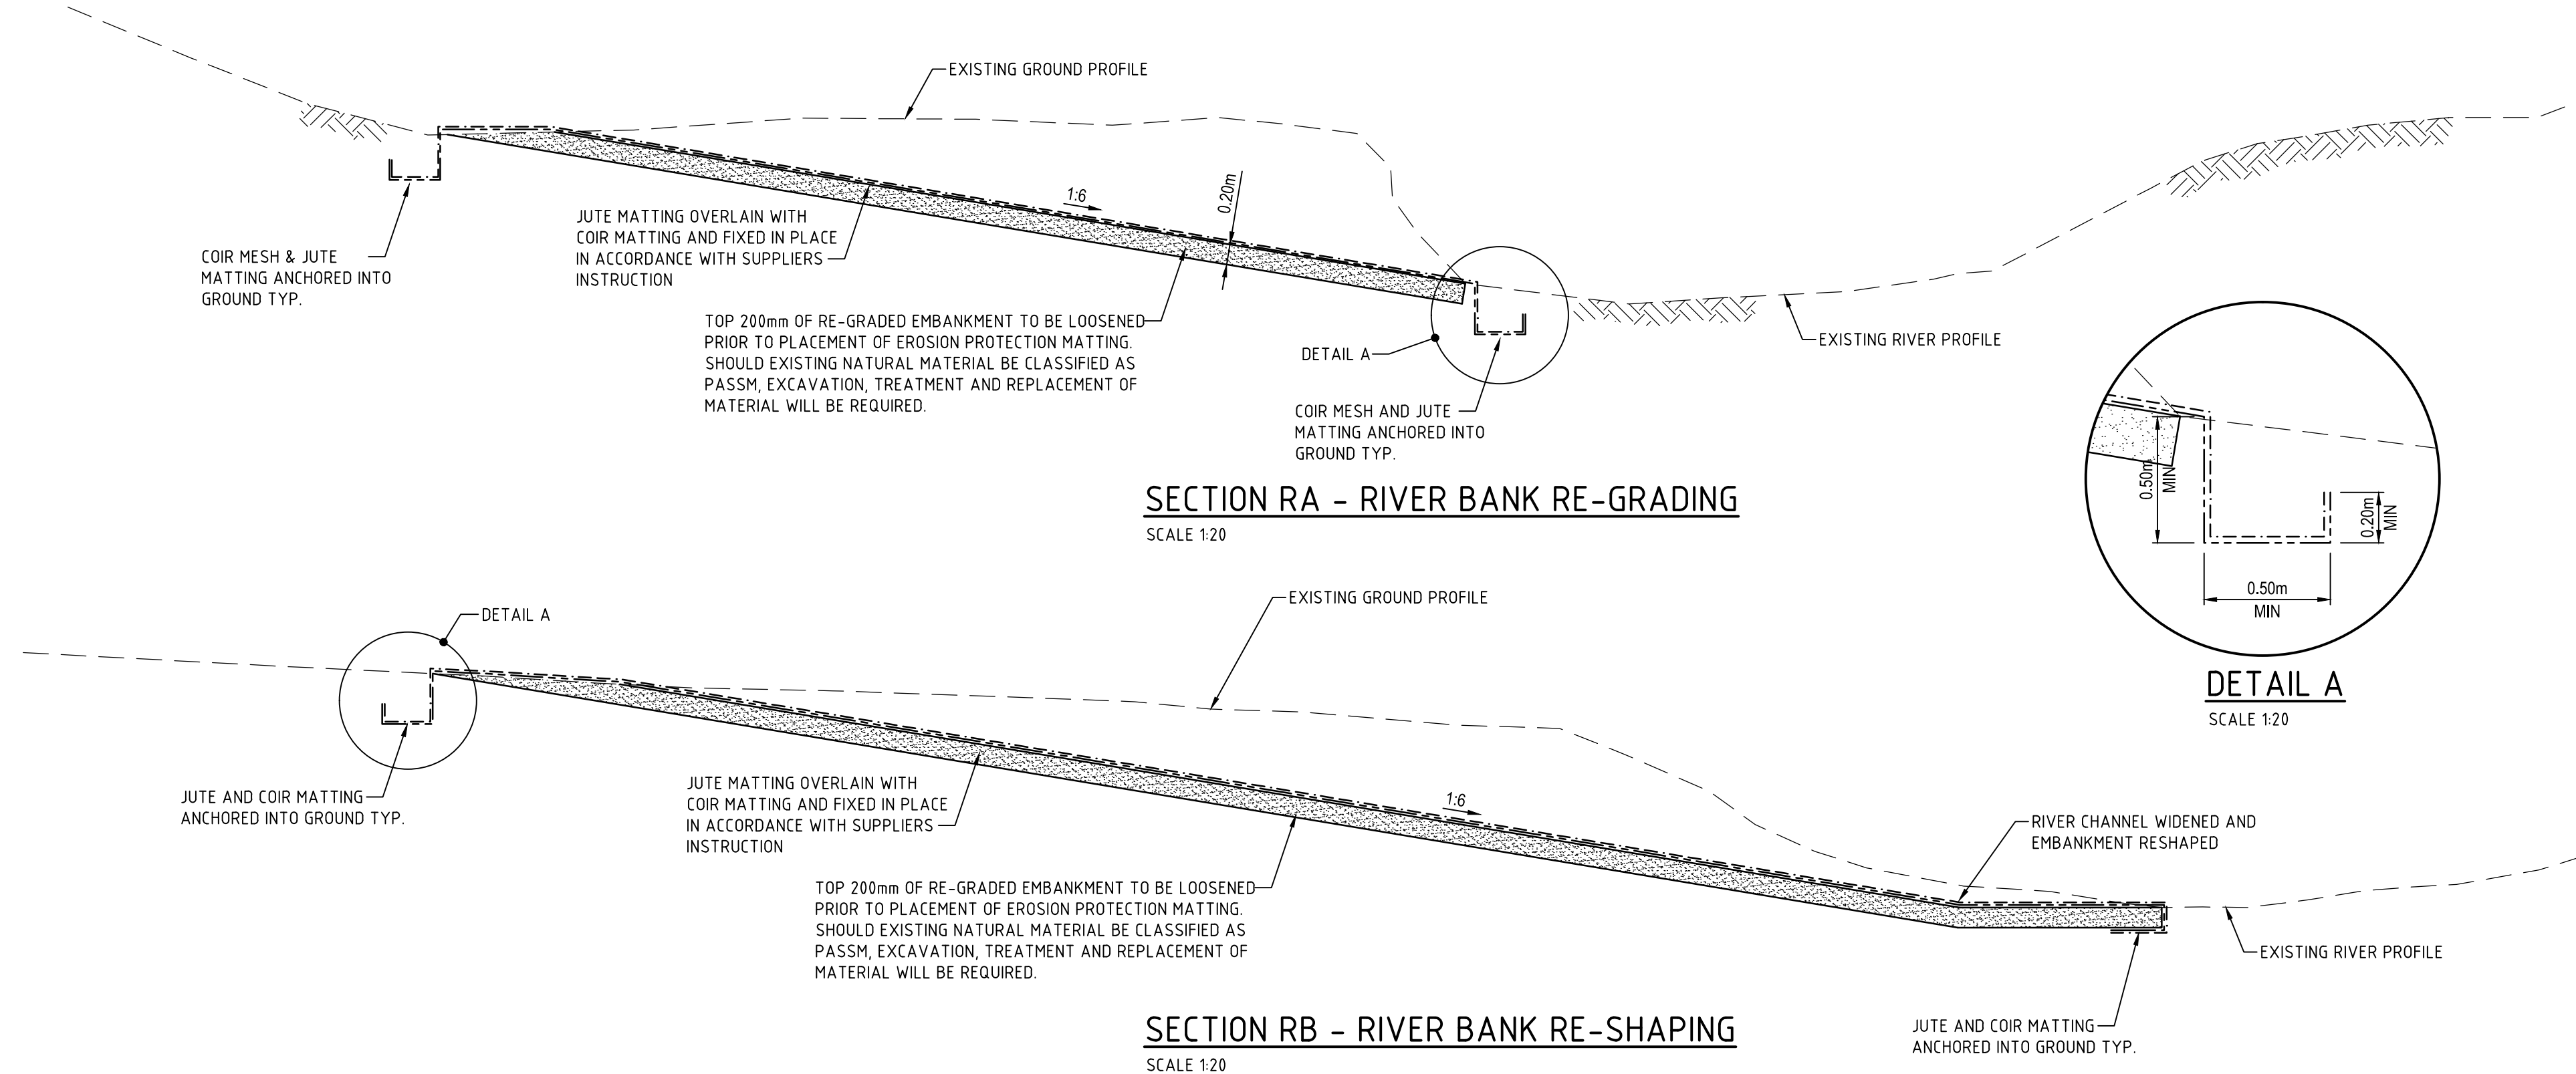 EXISTING GROUND PROFILE
1:6
0.20m
JUTE MATTING OVERLAIN WITH
COIR MATTING AND FIXED IN PLACE
IN ACCORDANCE WITH SUPPLIERS
INSTRUCTION
COIR MESH & JUTE
MATTING ANCHORED INTO
GROUND TYP.
TOP 200mm OF RE-GRADED EMBANKMENT TO BE LOOSENED
PRIOR TO PLACEMENT OF EROSION PROTECTION MATTING.
SHOULD EXISTING NATURAL MATERIAL BE CLASSIFIED AS
PASSM, EXCAVATION, TREATMENT AND REPLACEMENT OF
MATERIAL WILL BE REQUIRED.
DETAIL A
EXISTING RIVER PROFILE
COIR MESH AND JUTE
MATTING ANCHORED INTO
GROUND TYP.
SECTION RA - RIVER BANK RE-GRADING
SCALE 1:20
0.50m
MIN
0.20m
MIN
0.50m
MIN
DETAIL A
SCALE 1:20
DETAIL A
EXISTING GROUND PROFILE
JUTE AND COIR MATTING
ANCHORED INTO GROUND TYP.
JUTE MATTING OVERLAIN WITH
COIR MATTING AND FIXED IN PLACE
IN ACCORDANCE WITH SUPPLIERS
INSTRUCTION
1:6
RIVER CHANNEL WIDENED AND
EMBANKMENT RESHAPED
TOP 200mm OF RE-GRADED EMBANKMENT TO BE LOOSENED
PRIOR TO PLACEMENT OF EROSION PROTECTION MATTING.
SHOULD EXISTING NATURAL MATERIAL BE CLASSIFIED AS
PASSM, EXCAVATION, TREATMENT AND REPLACEMENT OF
MATERIAL WILL BE REQUIRED.
EXISTING RIVER PROFILE
JUTE AND COIR MATTING
ANCHORED INTO GROUND TYP.
SECTION RB - RIVER BANK RE-SHAPING
SCALE 1:20